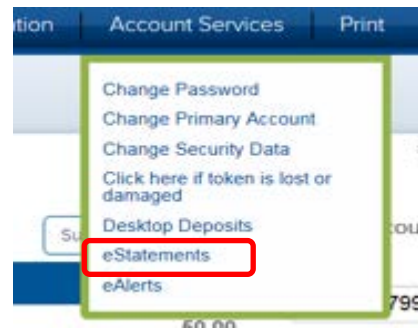 Account Services Print
Change Password
Change Primary Account
Change Security Data
Click here if token is lost or
damaged
Desktop Deposits
eStatements
eAlerts